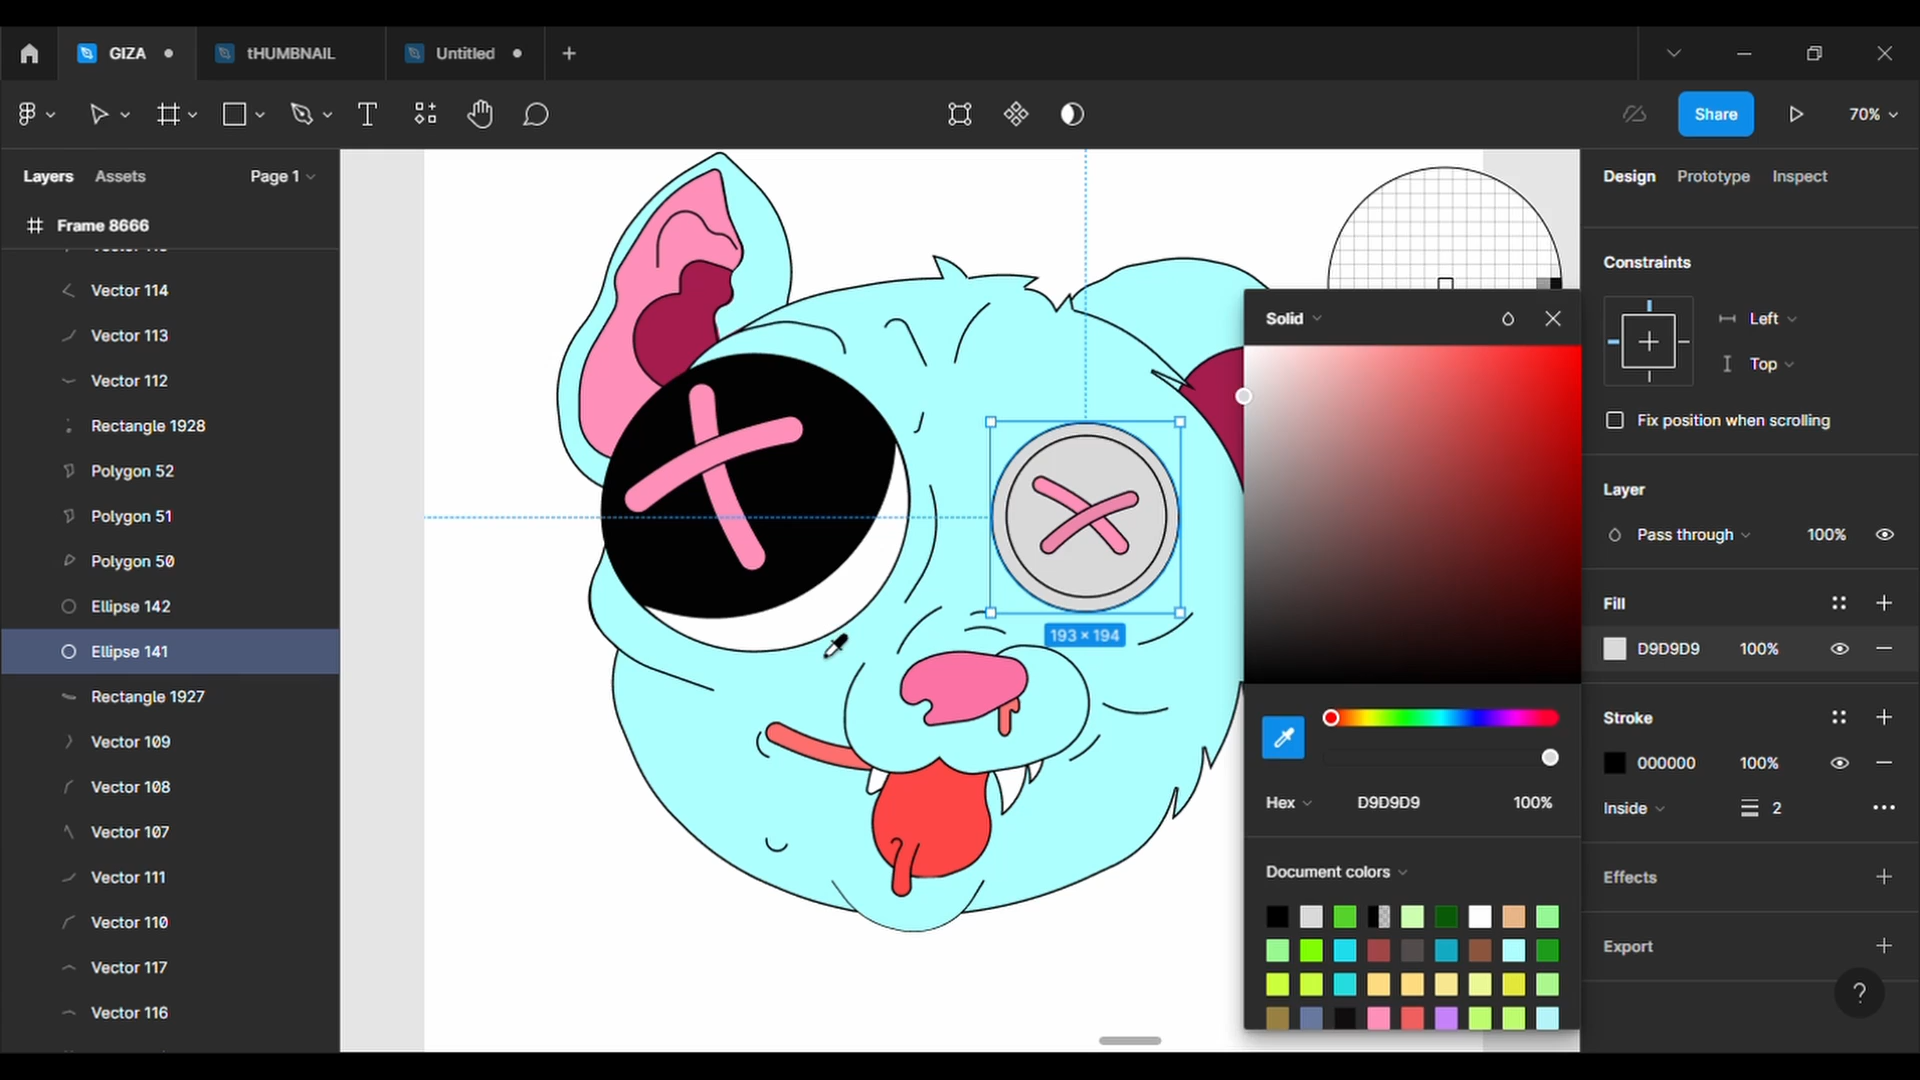 GIZA
tHUMBNAIL
Untitled
Share
70%
Layers
Assets
Page 1
Frame 8666
Vector 114
Vector 113
Vector 112
Rectangle 1928
Polygon 52
Polygon 51
Polygon 50
Ellipse 142
Ellipse 141
Rectangle 1927
Vector 109
Vector 108
Vector 107
Vector 111
Vector 110
Vector 117
Vector 116
193 × 194
Solid
Hex
D9D9D9
100%
Document colors
Design
Prototype
Inspect
Constraints
Left
Top
Fix position when scrolling
Layer
Pass through
100%
Fill
D9D9D9
100%
Stroke
000000
100%
Inside
2
Effects
Export
?